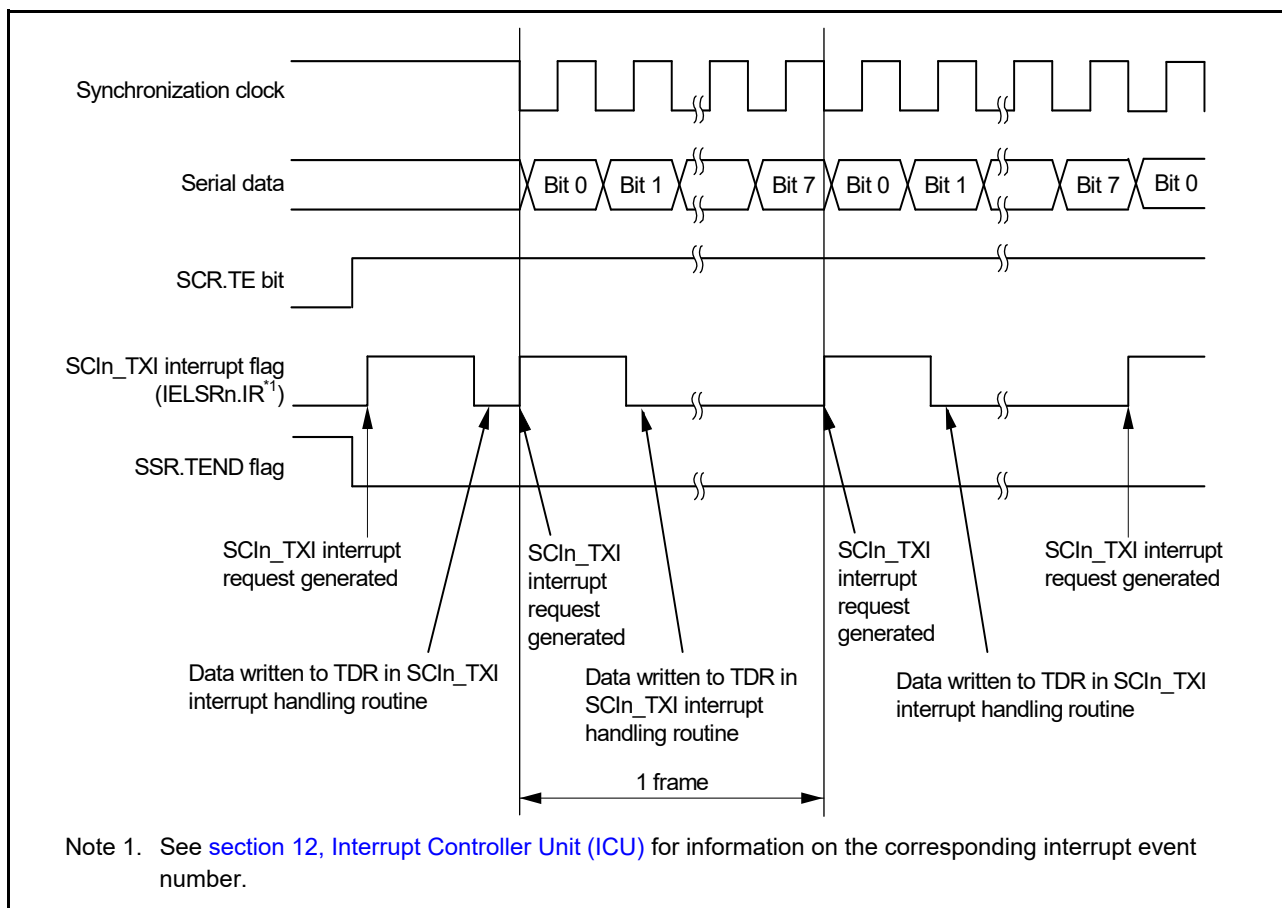 Synchronization clock
Serial data
Bit 0 Bit 1 Bit 7 Bit 0 Bit 1 Bit 7 Bit 0
SCR.TE bit
SCIn_TXI interrupt flag
(IELSRn.IR*1)
SSR.TEND flag
SCIn_TXI interrupt
request generated
SCIn_TXI
interrupt
request
generated
SCIn_TXI
interrupt
request
generated
SCIn_TXI interrupt
request generated
Data written to TDR in SCIn_TXI
interrupt handling routine
Data written to TDR in
SCIn_TXI interrupt
handling routine
Data written to TDR in SCIn_TXI
interrupt handling routine
1 frame
Note 1. See section 12, Interrupt Controller Unit (ICU) for information on the corresponding interrupt event
number.